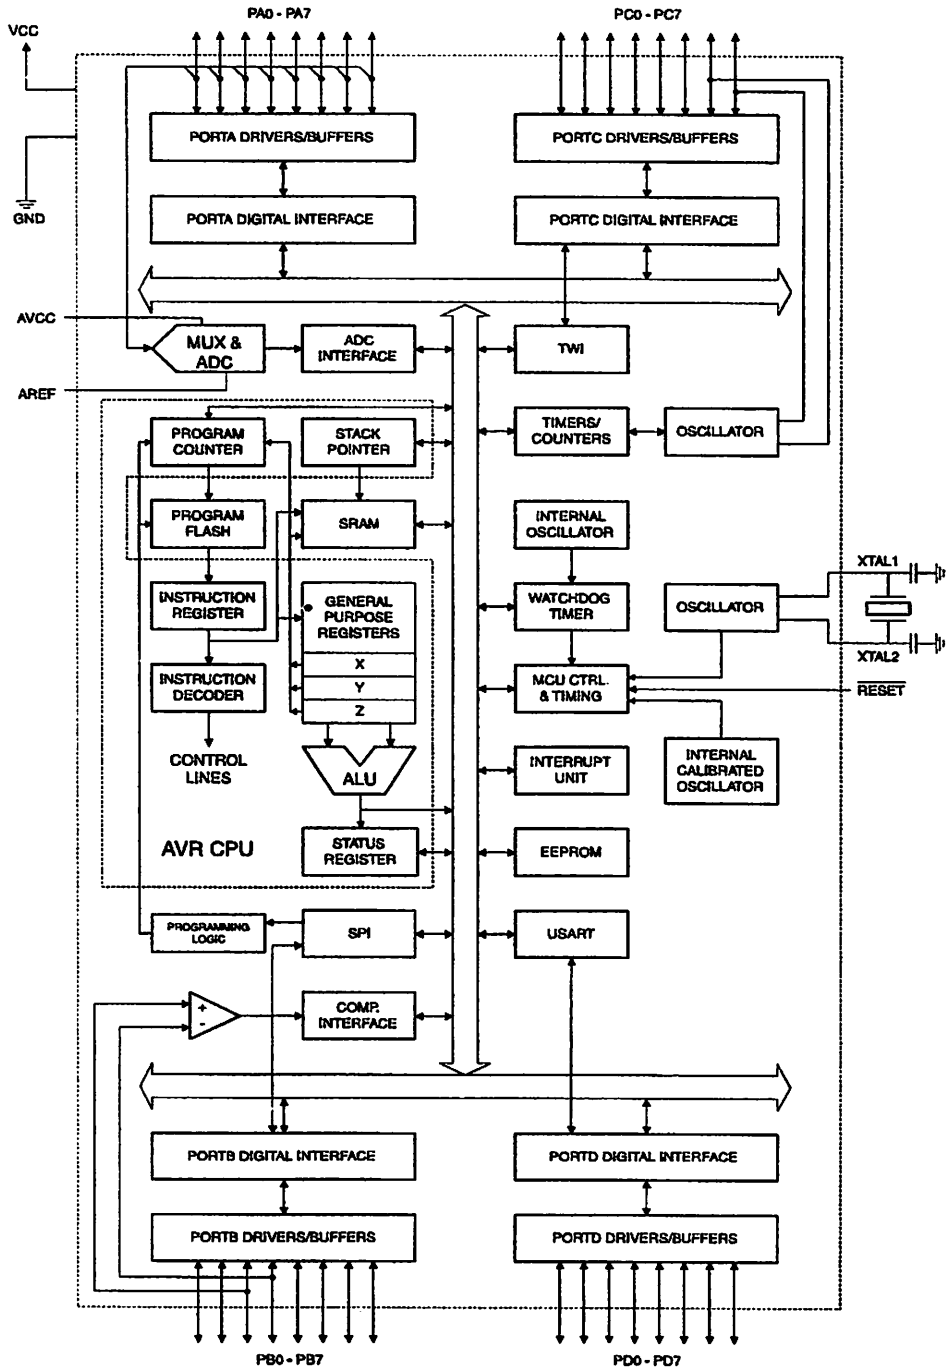 PA0 - PA7
PC0 - PC7
VCC
PORTA DRIVERS/BUFFERS
PORTC DRIVERS/BUFFERS
GND
PORTA DIGITAL INTERFACE
PORTC DIGITAL INTERFACE
AVCC
MUX &
ADC
ADC
INTERFACE
TWI
AREF
PROGRAM
COUNTER
STACK
POINTER
TIMERS/
COUNTERS
OSCILLATOR
PROGRAM
FLASH
SRAM
INTERNAL
OSCILLATOR
XTAL1
INSTRUCTION
REGISTER
GENERAL
PURPOSE
REGISTERS
WATCHDOG
TIMER
OSCILLATOR
XTAL2
X
INSTRUCTION
DECODER
Y
MCU CTRL.
& TIMING
RESET
Z
CONTROL
LINES
ALU
INTERRUPT
UNIT
INTERNAL
CALIBRATED
OSCILLATOR
AVR CPU
STATUS
REGISTER
EEPROM
PROGRAMMING
LOGIC
SPI
USART
+
-
COMP.
INTERFACE
PORTB DIGITAL INTERFACE
PORTD DIGITAL INTERFACE
PORTB DRIVERS/BUFFERS
PORTD DRIVERS/BUFFERS
PB0 - PB7
PD0 - PD7